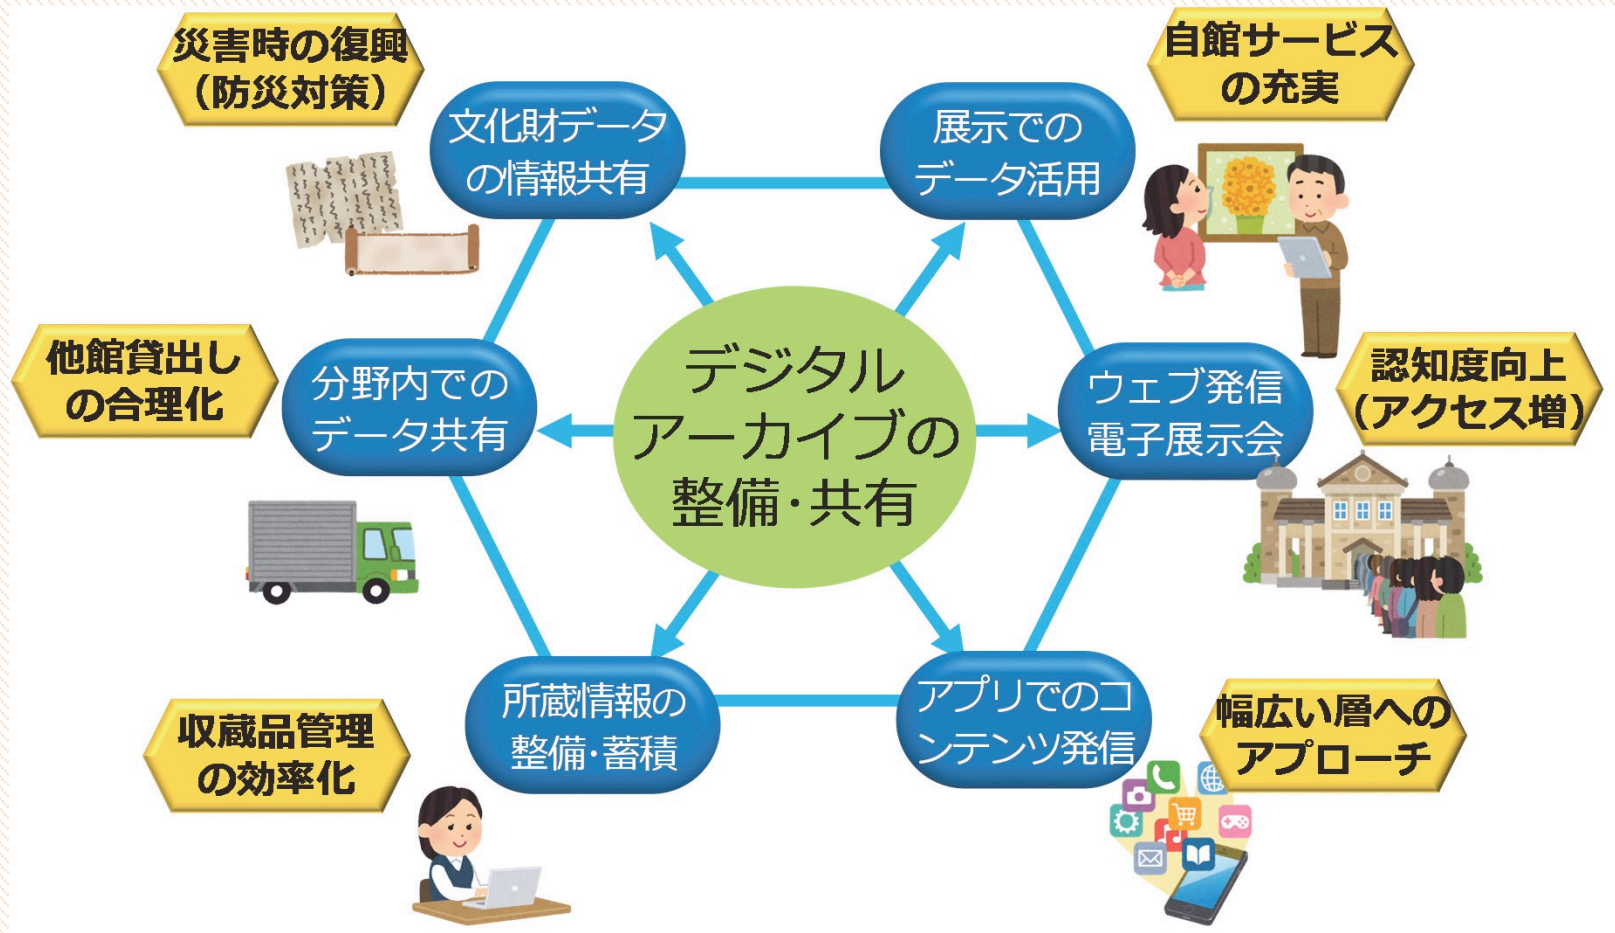 災害時の復興
（防災対策）
文化財データ
の情報共有
展示での
データ活用
自館サービス
の充実
他館貸出し
の合理化
分野内での
データ共有
デジタル
アーカイブの
整備・共有
ウェブ発信
電子展示会
認知度向上
（アクセス増）
収蔵品管理
の効率化
所蔵情報の
整備・蓄積
アプリでのコ
ンテンツ発信
幅広い層への
アプローチ